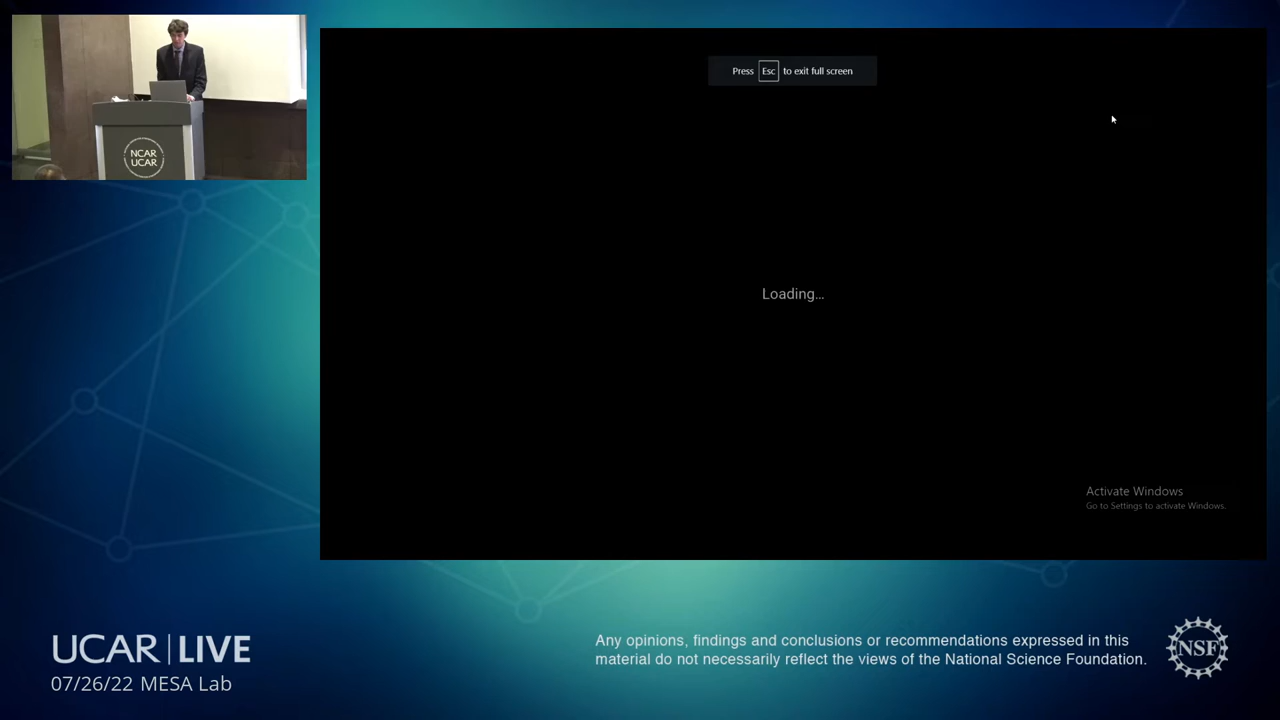 NCAR
UCAR
Press Esc to exit full screen
Loading...
Activate Windows
Go to Settings to activate Windows.
UCAR | LIVE
07/26/22 MESA Lab
Any opinions, findings and conclusions or recommendations expressed in this
material do not necessarily reflect the views of the National Science Foundation.
NSF